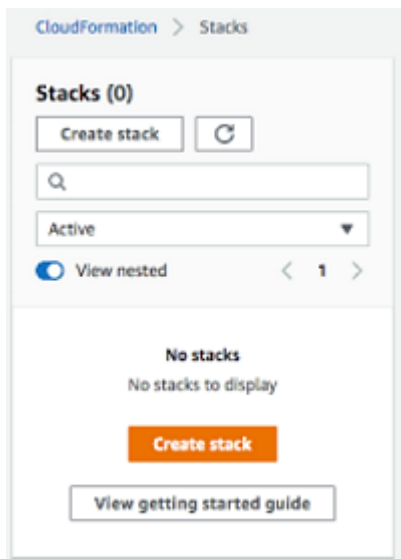 CloudFormation > Stacks
Stacks (0)
Create stack
Active
View nested < 1 >
No stacks
No stacks to display
Create stack
View getting started guide